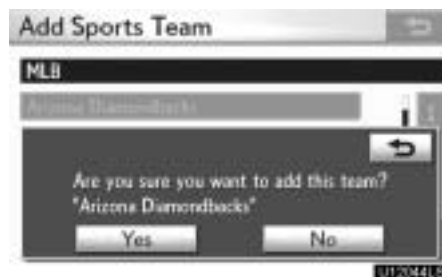 Add Sports Team
MLB
Arizona Diamondbacks
Are you sure you want to add this team?
"Arizona Diamondbacks"
Yes
No